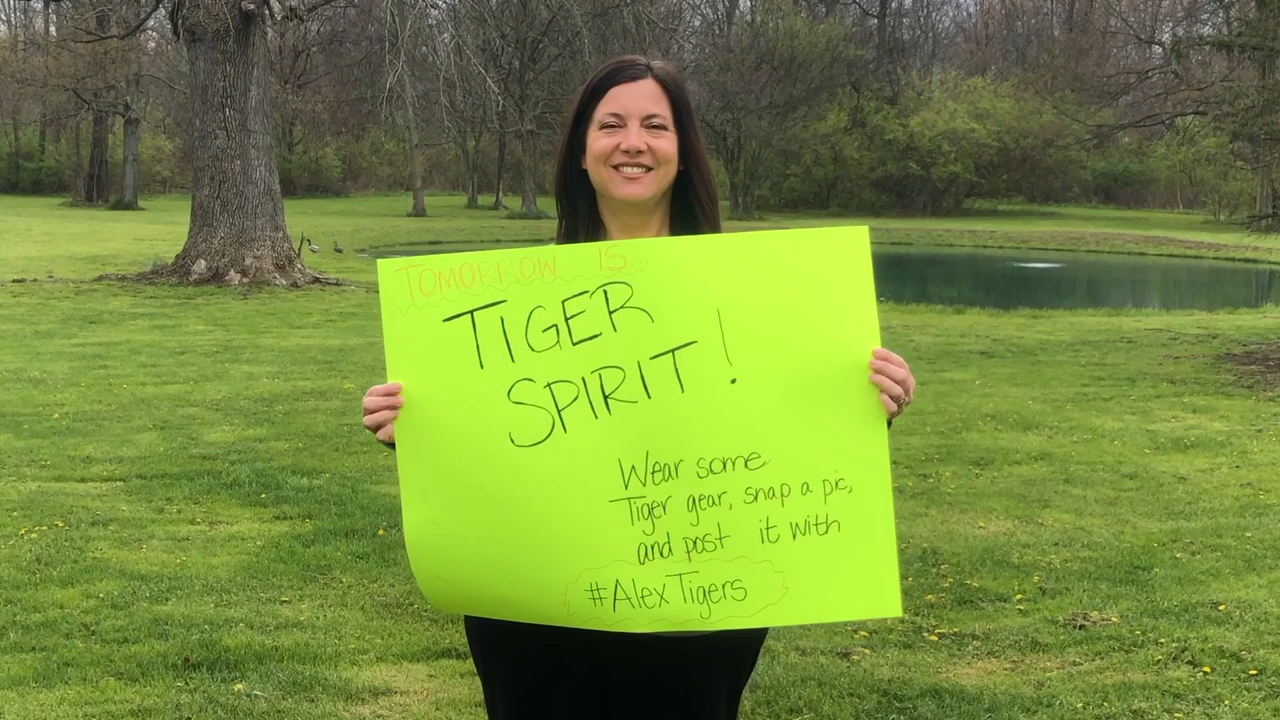 TOMORROW IS
TIGER
SPIRIT!
Wear some
Tiger gear, snap a pic,
and post it with
#AlexTigers